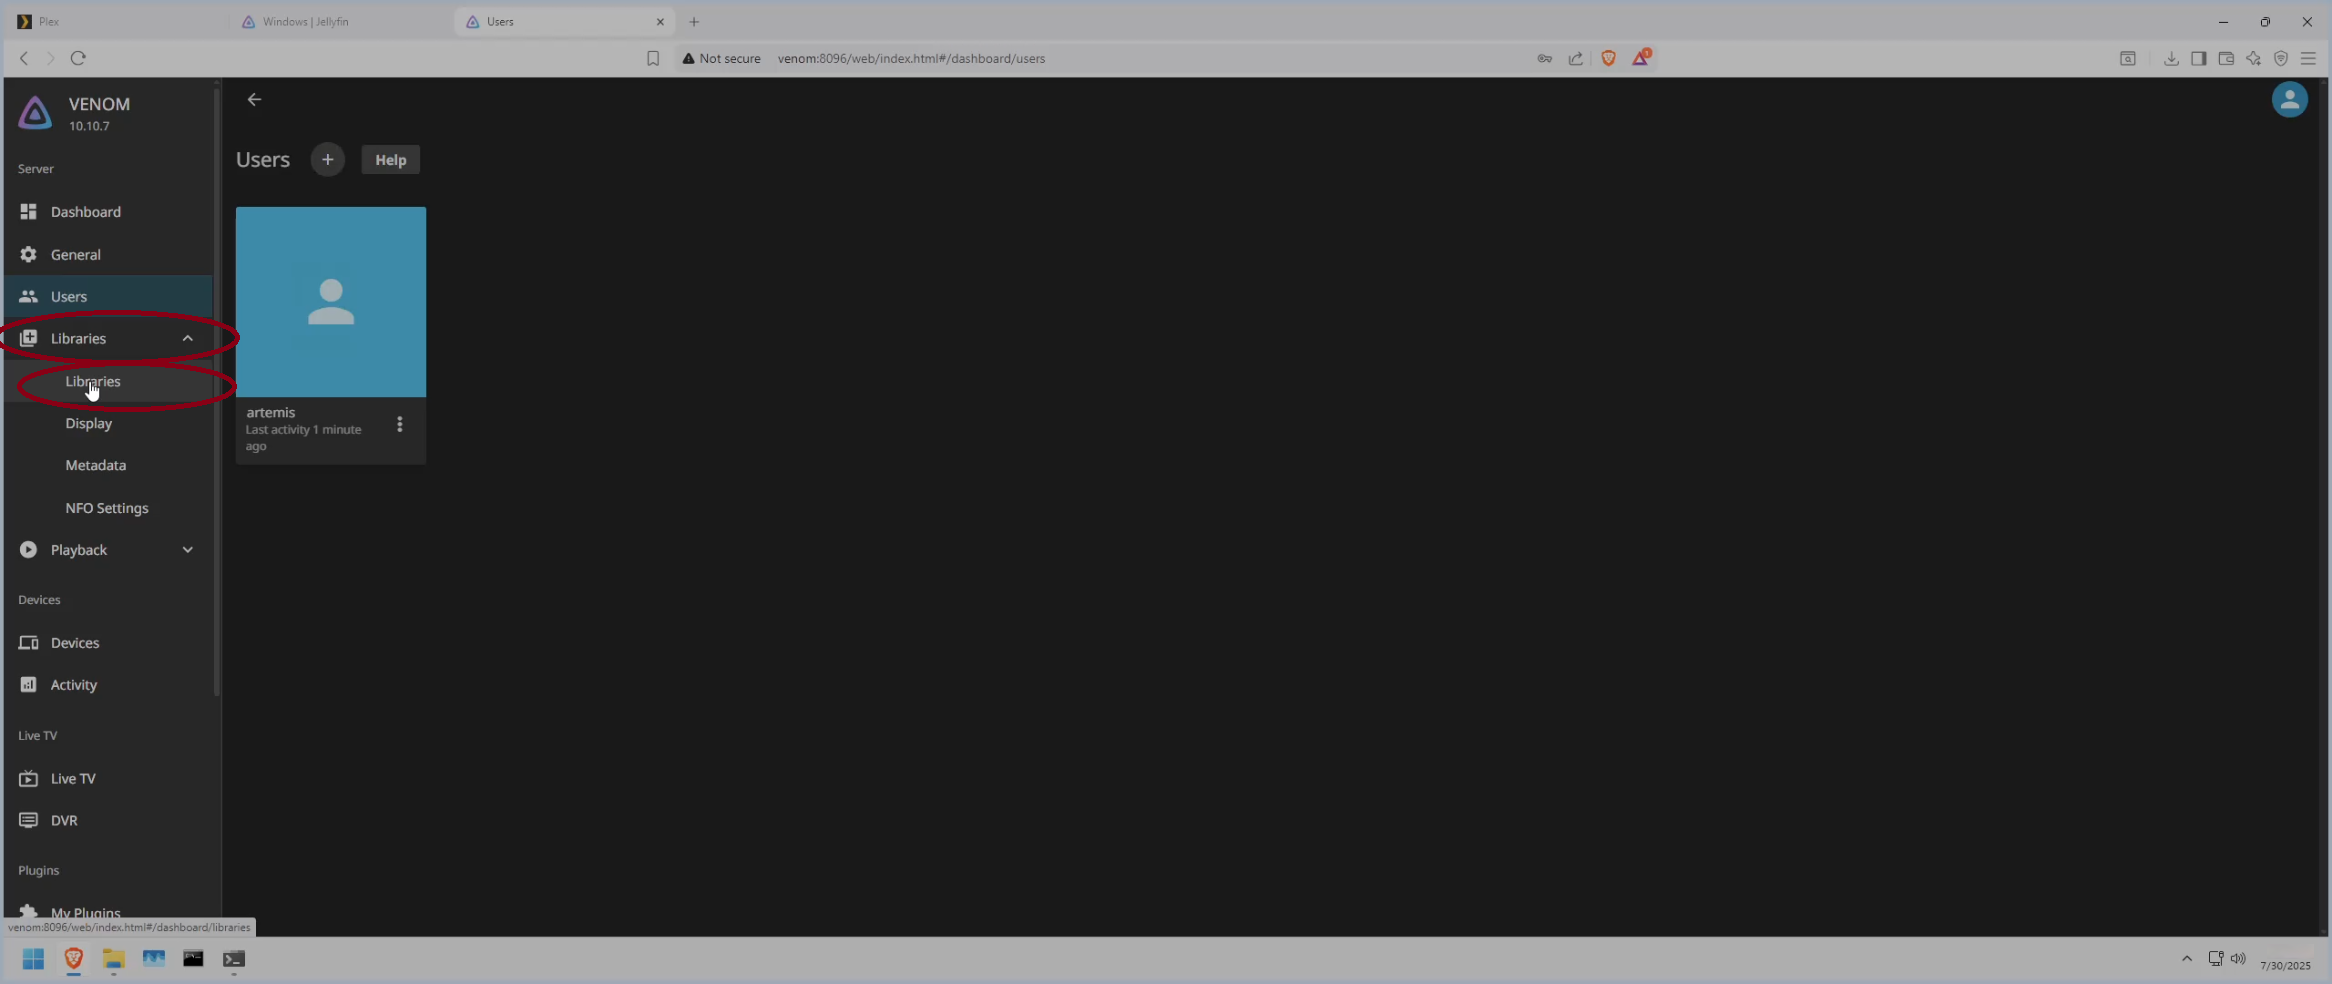 Plex
Windows | Jellyfin
Users
Not secure
venom:8096/web/index.html#/dashboard/users
1
VENOM
10.10.7
Server
Dashboard
General
Users
Libraries
Libraries
Display
Metadata
NFO Settings
Playback
Devices
Devices
Activity
Live TV
Live TV
DVR
Plugins
My Plugins
venom:8096/web/index.html#/dashboard/libraries
Users
Help
artemis
Last activity 1 minute
ago
7/30/2025